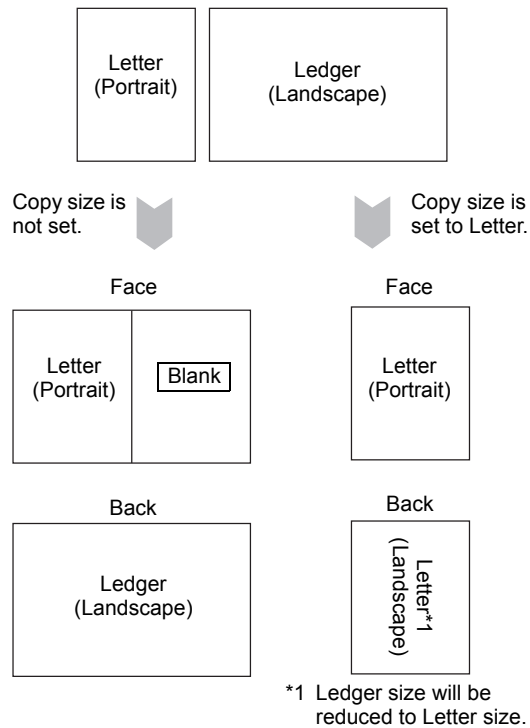 Letter
(Portrait)
Ledger
(Landscape)
Copy size is
not set.
Copy size is
set to Letter.
Face
Letter
(Portrait)
Blank
Face
Letter
(Portrait)
Back
Ledger
(Landscape)
Back
Letter*1
(Landscape)
*1 Ledger size will be
reduced to Letter size.